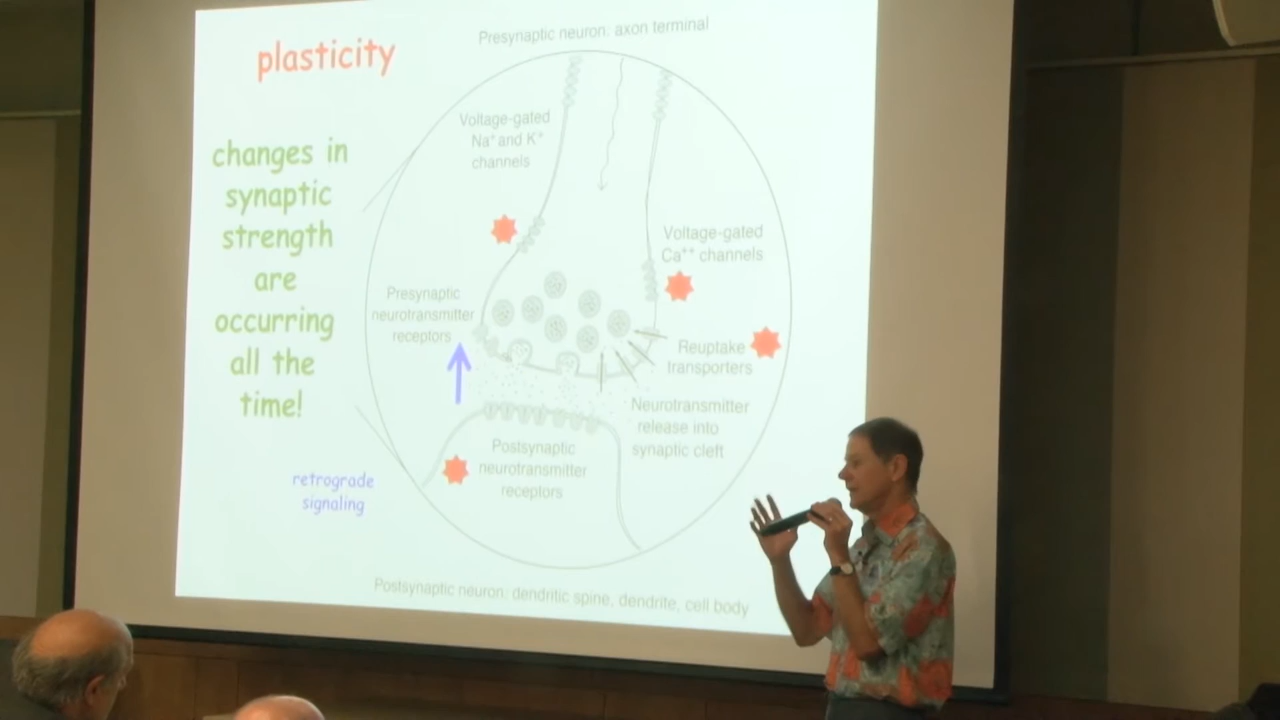 plasticity
changes in
synaptic
strength
are
occurring
all the
time!
retrograde
signaling
Presynaptic neuron: axon terminal
Voltage-gated
Na⁺ and K⁺
channels
Voltage-gated
Ca⁺⁺ channels
Presynaptic
neurotransmitter
receptors
Reuptake
transporters
Neurotransmitter
release into
synaptic cleft
Postsynaptic
neurotransmitter
receptors
Postsynaptic neuron: dendritic spine, dendrite, cell body